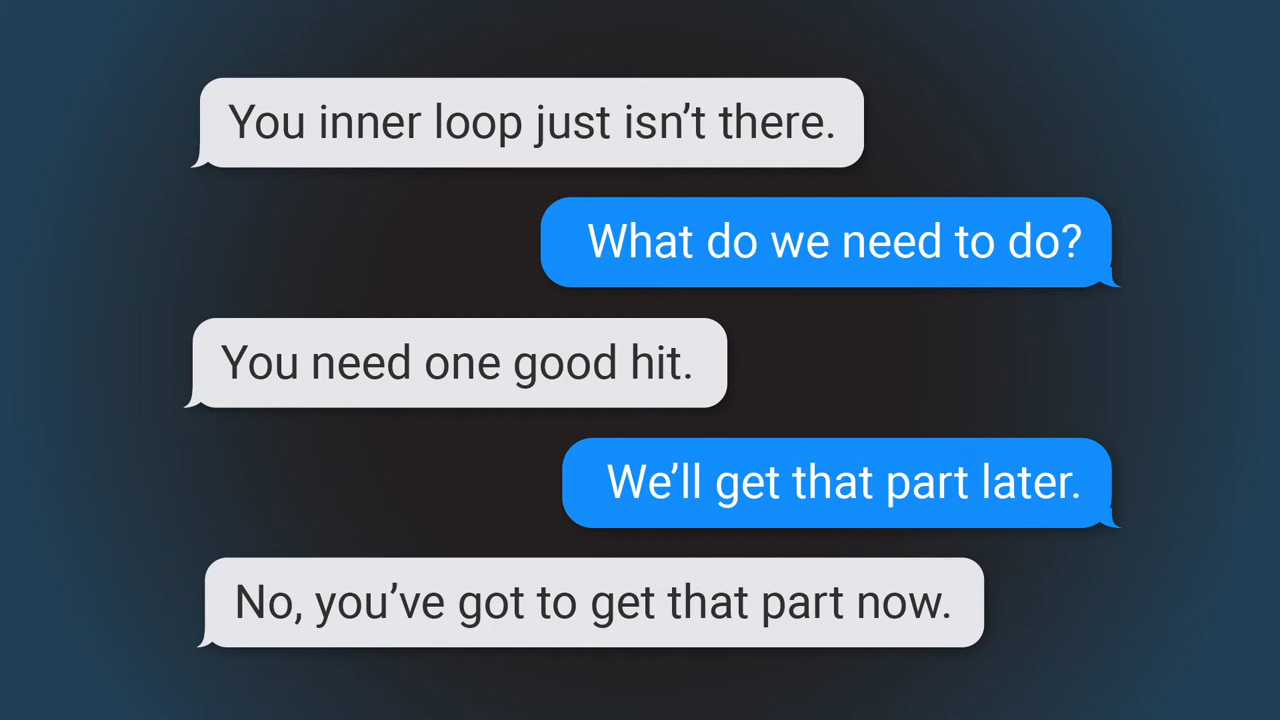 You inner loop just isn’t there.
What do we need to do?
You need one good hit.
We’ll get that part later.
No, you’ve got to get that part now.